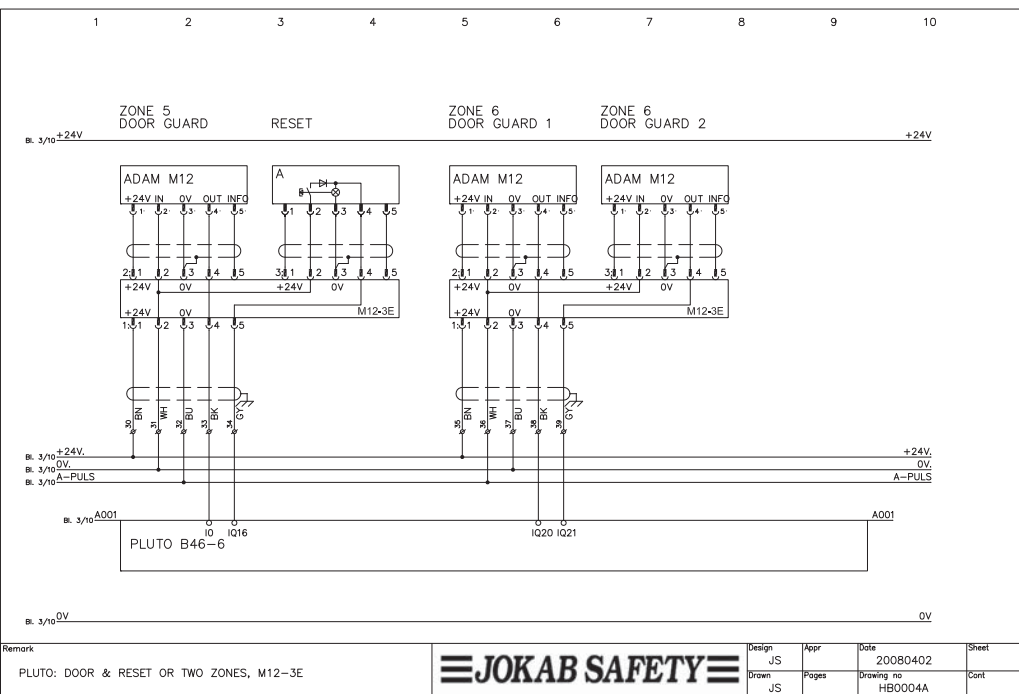 1 2 3 4 5 6 7 8 9 10
ZONE 5
DOOR GUARD
RESET
ZONE 6
DOOR GUARD 1
ZONE 6
DOOR GUARD 2
Bl. 3/10 +24V +24V
ADAM M12
+24V IN 0V OUT INFO
1 2 3 4 5
A
1 2 3 4 5
ADAM M12
+24V IN 0V OUT INFO
1 2 3 4 5
ADAM M12
+24V IN 0V OUT INFO
1 2 3 4 5
2:1 2 3 4 5 3:1 2 3 4 5
+24V 0V +24V 0V
+24V 0V M12-3E
1:1 2 3 4 5
2:1 2 3 4 5 3:1 2 3 4 5
+24V 0V +24V 0V
+24V 0V M12-3E
1:1 2 3 4 5
30 BN 31 WH 32 BU 33 BK 34 GY
35 BN 36 WH 37 BU 38 BK 39 GY
Bl. 3/10 +24V. +24V.
Bl. 3/10 0V. 0V.
Bl. 3/10 A-PULS A-PULS
Bl. 3/10 A001 A001
I0 IQ16 IQ20 IQ21
PLUTO B46-6
Bl. 3/10 0V 0V
Remark
PLUTO: DOOR & RESET OR TWO ZONES, M12-3E
JOKAB SAFETY
Design JS
Appr
Date 20080402
Sheet
Drawn JS
Pages
Drawing no HB0004A
Cont